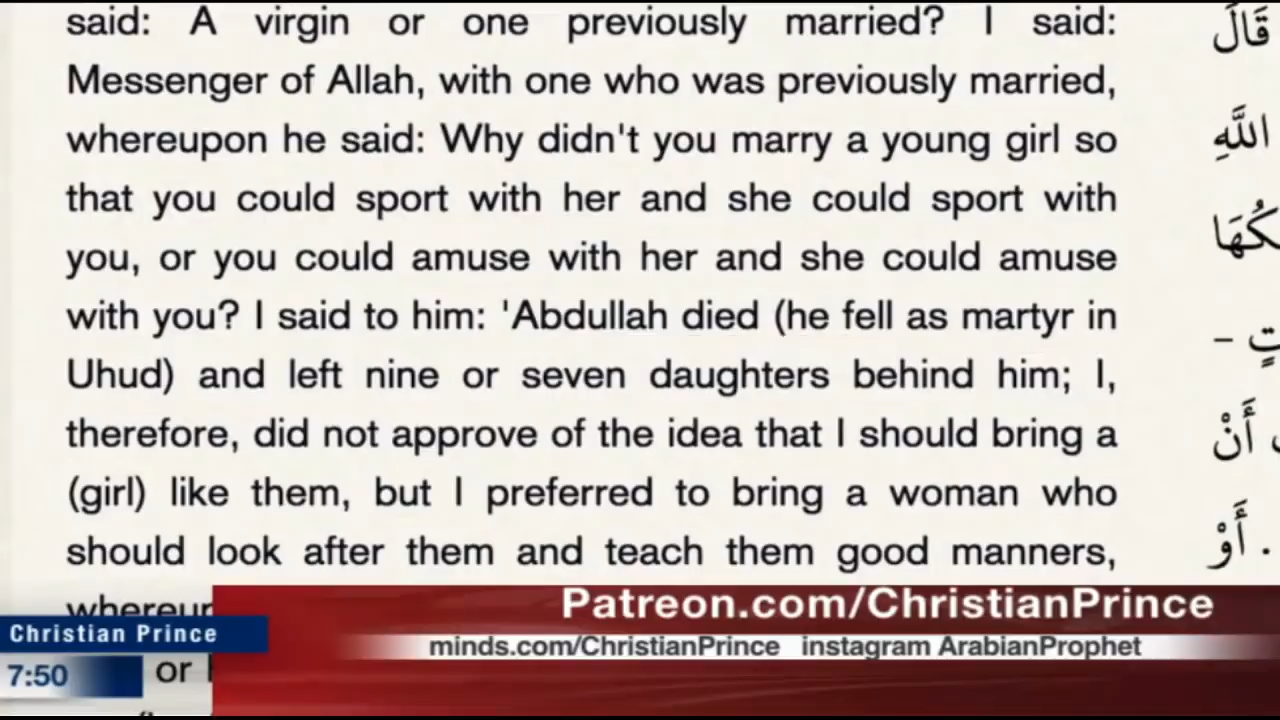 said: A virgin or one previously married? I said:
Messenger of Allah, with one who was previously married,
whereupon he said: Why didn't you marry a young girl so
that you could sport with her and she could sport with
you, or you could amuse with her and she could amuse
with you? I said to him: 'Abdullah died (he fell as martyr in
Uhud) and left nine or seven daughters behind him; I,
therefore, did not approve of the idea that I should bring a
(girl) like them, but I preferred to bring a woman who
should look after them and teach them good manners,
or
قَالَ
اللَّهِ
أَنْ
. أَوْ
Patreon.com/ChristianPrince
Christian Prince
minds.com/ChristianPrince instagram ArabianProphet
7:50